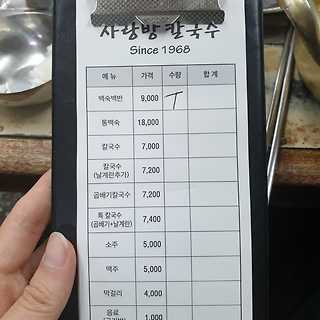 사랑방 칼국수
Since 1968
메 뉴 가격 수량 합 계
백숙백반 9,000 T
통백숙 18,000
칼국수 7,000
칼국수
(날계란추가) 7,200
곱배기칼국수 7,200
특 칼국수
(곱배기+날계란) 7,400
소주 5,000
맥주 5,000
막걸리 4,000
음료 1,000